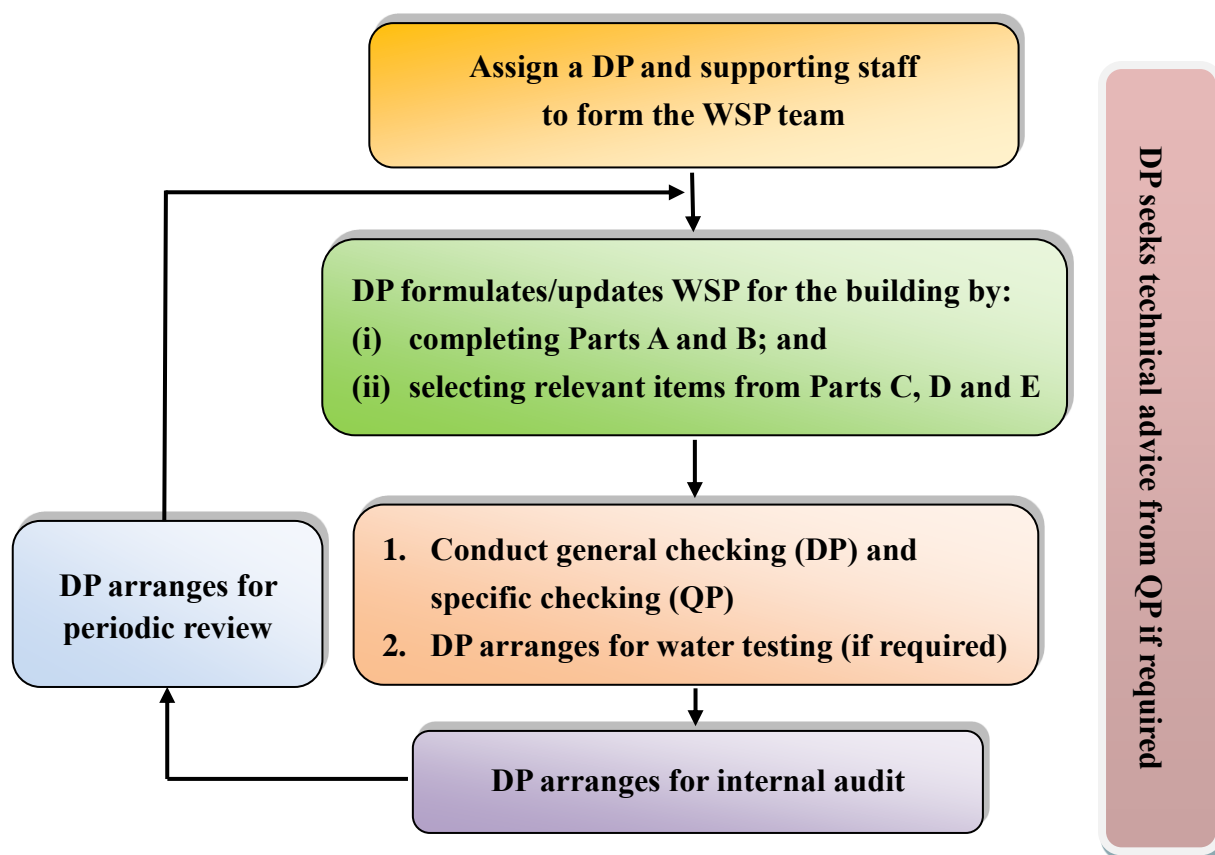 Assign a DP and supporting staff
to form the WSP team
DP formulates/updates WSP for the building by:
(i) completing Parts A and B; and
(ii) selecting relevant items from Parts C, D and E
1. Conduct general checking (DP) and
specific checking (QP)
2. DP arranges for water testing (if required)
DP arranges for internal audit
DP arranges for
periodic review
DP seeks technical advice from QP if required